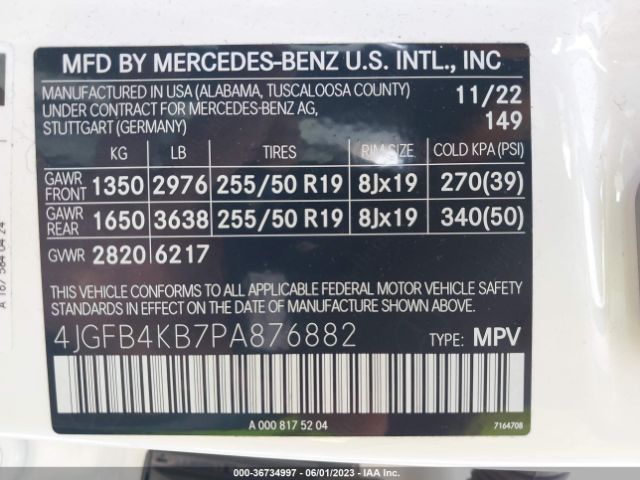 MFD BY MERCEDES-BENZ U.S. INTL., INC
MANUFACTURED IN USA (ALABAMA, TUSCALOOSA COUNTY) 11/22
UNDER CONTRACT FOR MERCEDES-BENZ AG,
STUTTGART (GERMANY) 149
KG LB TIRES RIM SIZE COLD KPA (PSI)
GAWR FRONT 1350 2976 255/50 R19 8Jx19 270(39)
GAWR REAR 1650 3638 255/50 R19 8Jx19 340(50)
GVWR 2820 6217
THIS VEHICLE CONFORMS TO ALL APPLICABLE FEDERAL MOTOR VEHICLE SAFETY
STANDARDS IN EFFECT ON THE DATE OF MANUFACTURE SHOWN ABOVE.
4JGFB4KB7PA876882 TYPE: MPV
A 000 817 52 04 7164708
A 167 584 04 24
000-36734997 - 06/01/2023 - IAA Inc.